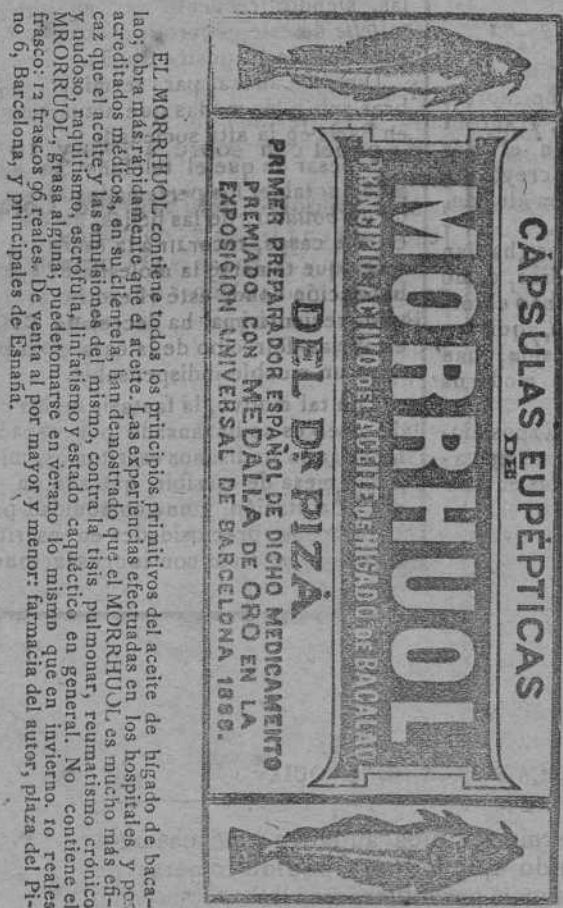 CÁPSULAS EUPÉPTICAS
DE
MORRHUOL
PRINCIPIO ACTIVO DEL ACEITE DE HIGADO DE BACALAO
DEL DR. PIZÁ
PRIMER PREPARADOR ESPAÑOL DE DICHO MEDICAMENTO
PREMIADO CON MEDALLA DE ORO EN LA
EXPOSICION UNIVERSAL DE BARCELONA 1888.
EL MORRHUOL contiene todos los principios primitivos del aceite de hígado de baca-
lao; obra más rápidamente que el aceite. Las experiencias efectuadas en los hospitales y por
acreditados médicos, en su clientela, han demostrado que el MORRHUOL es mucho más efi-
caz que el aceite y las emulsiones del mismo, contra la tisis pulmonar, reumatismo crónico
y nudoso, raquitismo, escrófula, linfatismo y estado caquéctico en general. No contiene el
MRORRUOL, grasa alguna; puedetomarse en verano lo mismo que en invierno. 10 reales
frasco: 12 frascos 96 reales. De venta al por mayor y menor: farmacia del autor, plaza del Pi-
no 6, Barcelona, y principales de España.